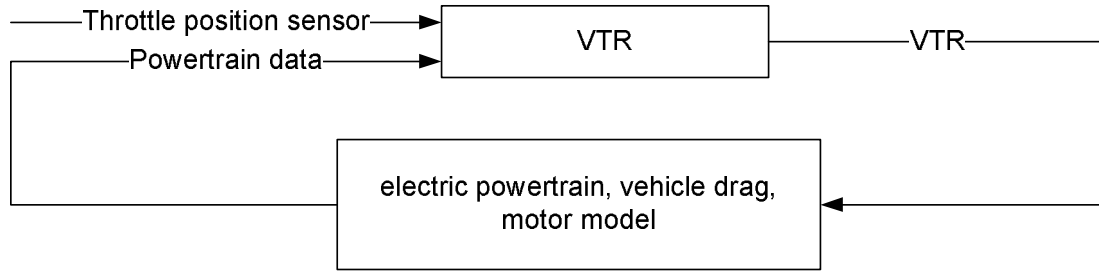 Throttle position sensor
VTR
VTR
Powertrain data
electric powertrain, vehicle drag,
motor model